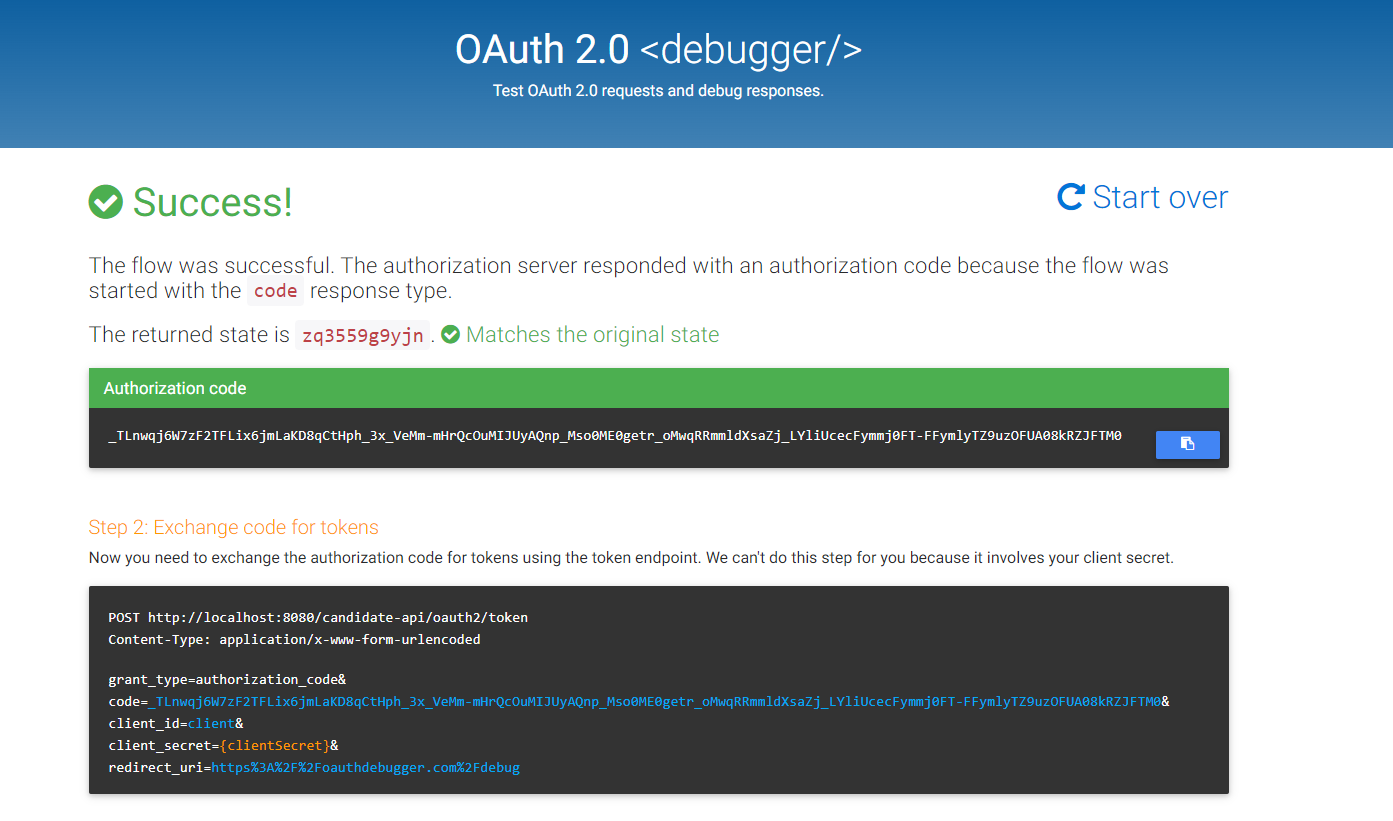 OAuth 2.0 <debugger/>
Test OAuth 2.0 requests and debug responses.
Success!
Start over
The flow was successful. The authorization server responded with an authorization code because the flow was
started with the code response type.
The returned state is zq3559g9yjn . Matches the original state
Authorization code
_TLnwqj6W7zF2TFLix6jmLaKD8qCtHph_3x_VeMm-mHrQcOuMIJUyAQnp_Mso0ME0getr_oMwqRRmmldXsaZj_LYliUcecFymmj0FT-FFymlyTZ9uzOFUA08kRZJFTM0
Step 2: Exchange code for tokens
Now you need to exchange the authorization code for tokens using the token endpoint. We can't do this step for you because it involves your client secret.
POST http://localhost:8080/candidate-api/oauth2/token
Content-Type: application/x-www-form-urlencoded
grant_type=authorization_code&
code=_TLnwqj6W7zF2TFLix6jmLaKD8qCtHph_3x_VeMm-mHrQcOuMIJUyAQnp_Mso0ME0getr_oMwqRRmmldXsaZj_LYliUcecFymmj0FT-FFymlyTZ9uzOFUA08kRZJFTM0&
client_id=client&
client_secret={clientSecret}&
redirect_uri=https%3A%2F%2Foauthdebugger.com%2Fdebug